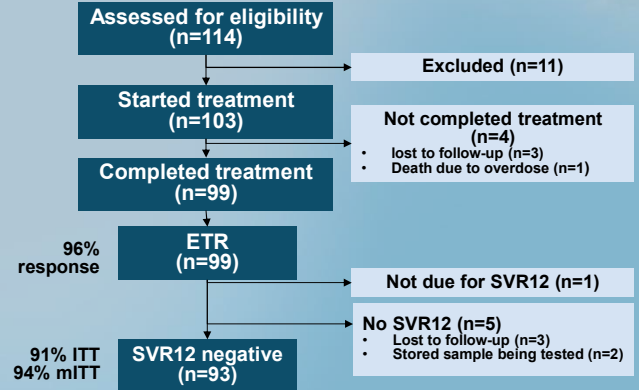 Assessed for eligibility
(n=114)
Excluded (n=11)
Started treatment
(n=103)
Not completed treatment
(n=4)
• lost to follow-up (n=3)
• Death due to overdose (n=1)
Completed treatment
(n=99)
96%
response
ETR
(n=99)
Not due for SVR12 (n=1)
No SVR12 (n=5)
• Lost to follow-up (n=3)
• Stored sample being tested (n=2)
91% ITT
94% mITT
SVR12 negative
(n=93)